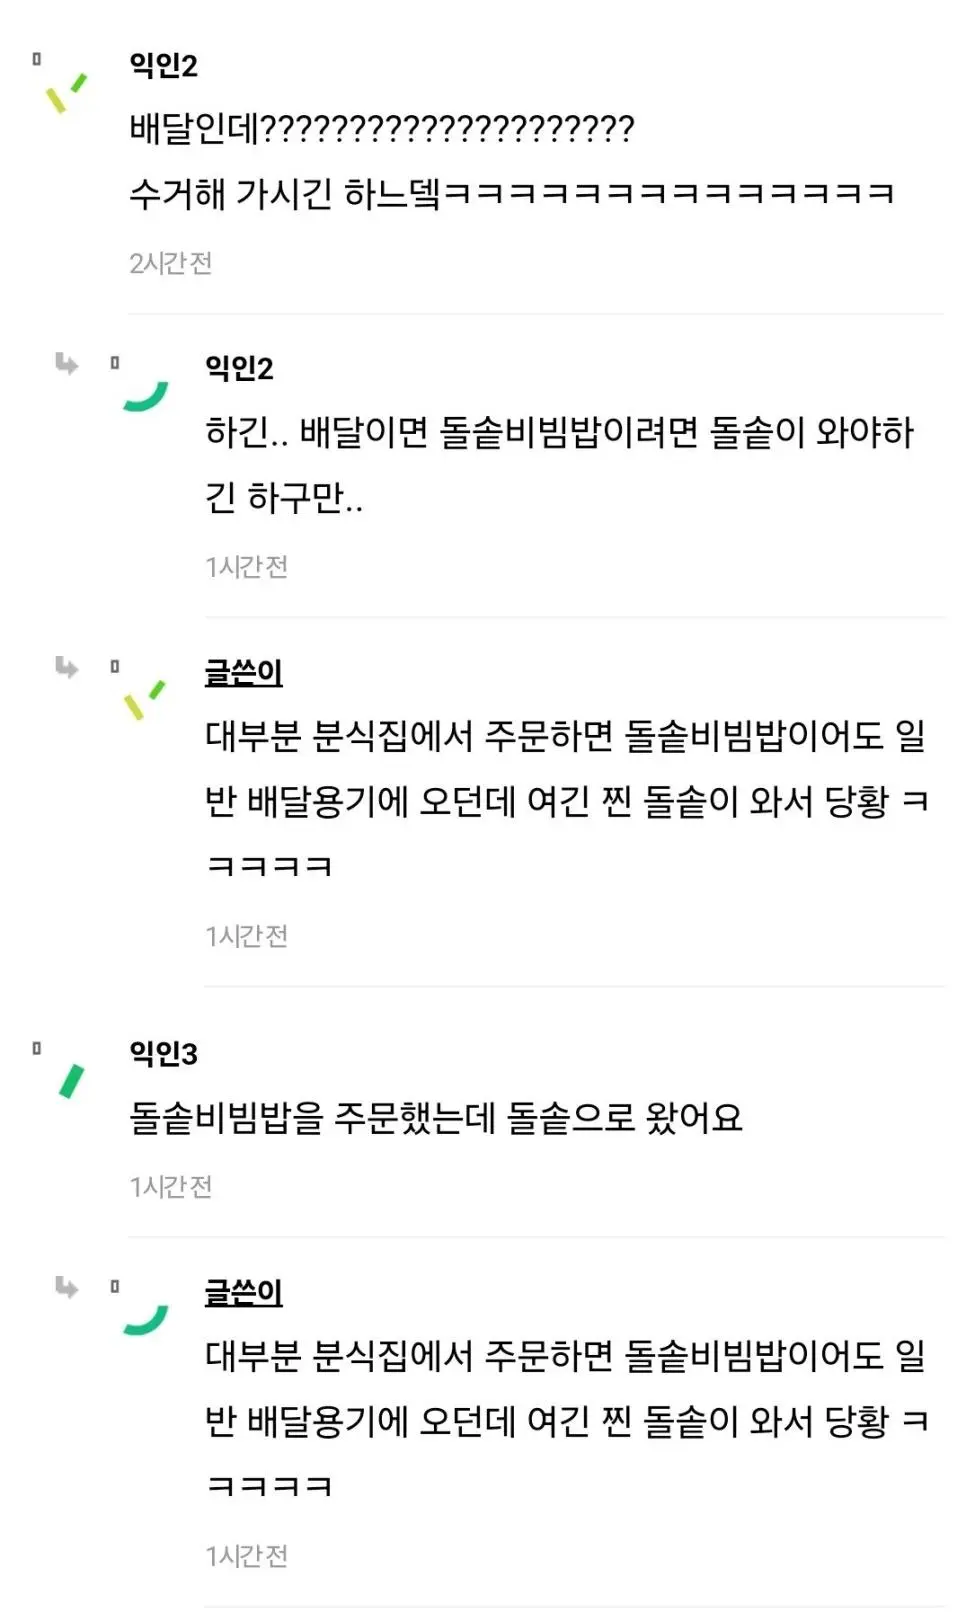 익인2
배달인데?????????????????????
수거해 가시긴 하느뎈ㅋㅋㅋㅋㅋㅋㅋㅋㅋㅋㅋㅋㅋㅋ
2시간 전
익인2
하긴.. 배달이면 돌솥비빔밥이려면 돌솥이 와야하
긴 하구만..
1시간 전
글쓴이
대부분 분식집에서 주문하면 돌솥비빔밥이어도 일
반 배달용기에 오던데 여긴 찐 돌솥이 와서 당황 ㅋ
ㅋㅋㅋㅋ
1시간 전
익인3
돌솥비빔밥을 주문했는데 돌솥으로 왔어요
1시간 전
글쓴이
대부분 분식집에서 주문하면 돌솥비빔밥이어도 일
반 배달용기에 오던데 여긴 찐 돌솥이 와서 당황 ㅋ
ㅋㅋㅋㅋ
1시간 전